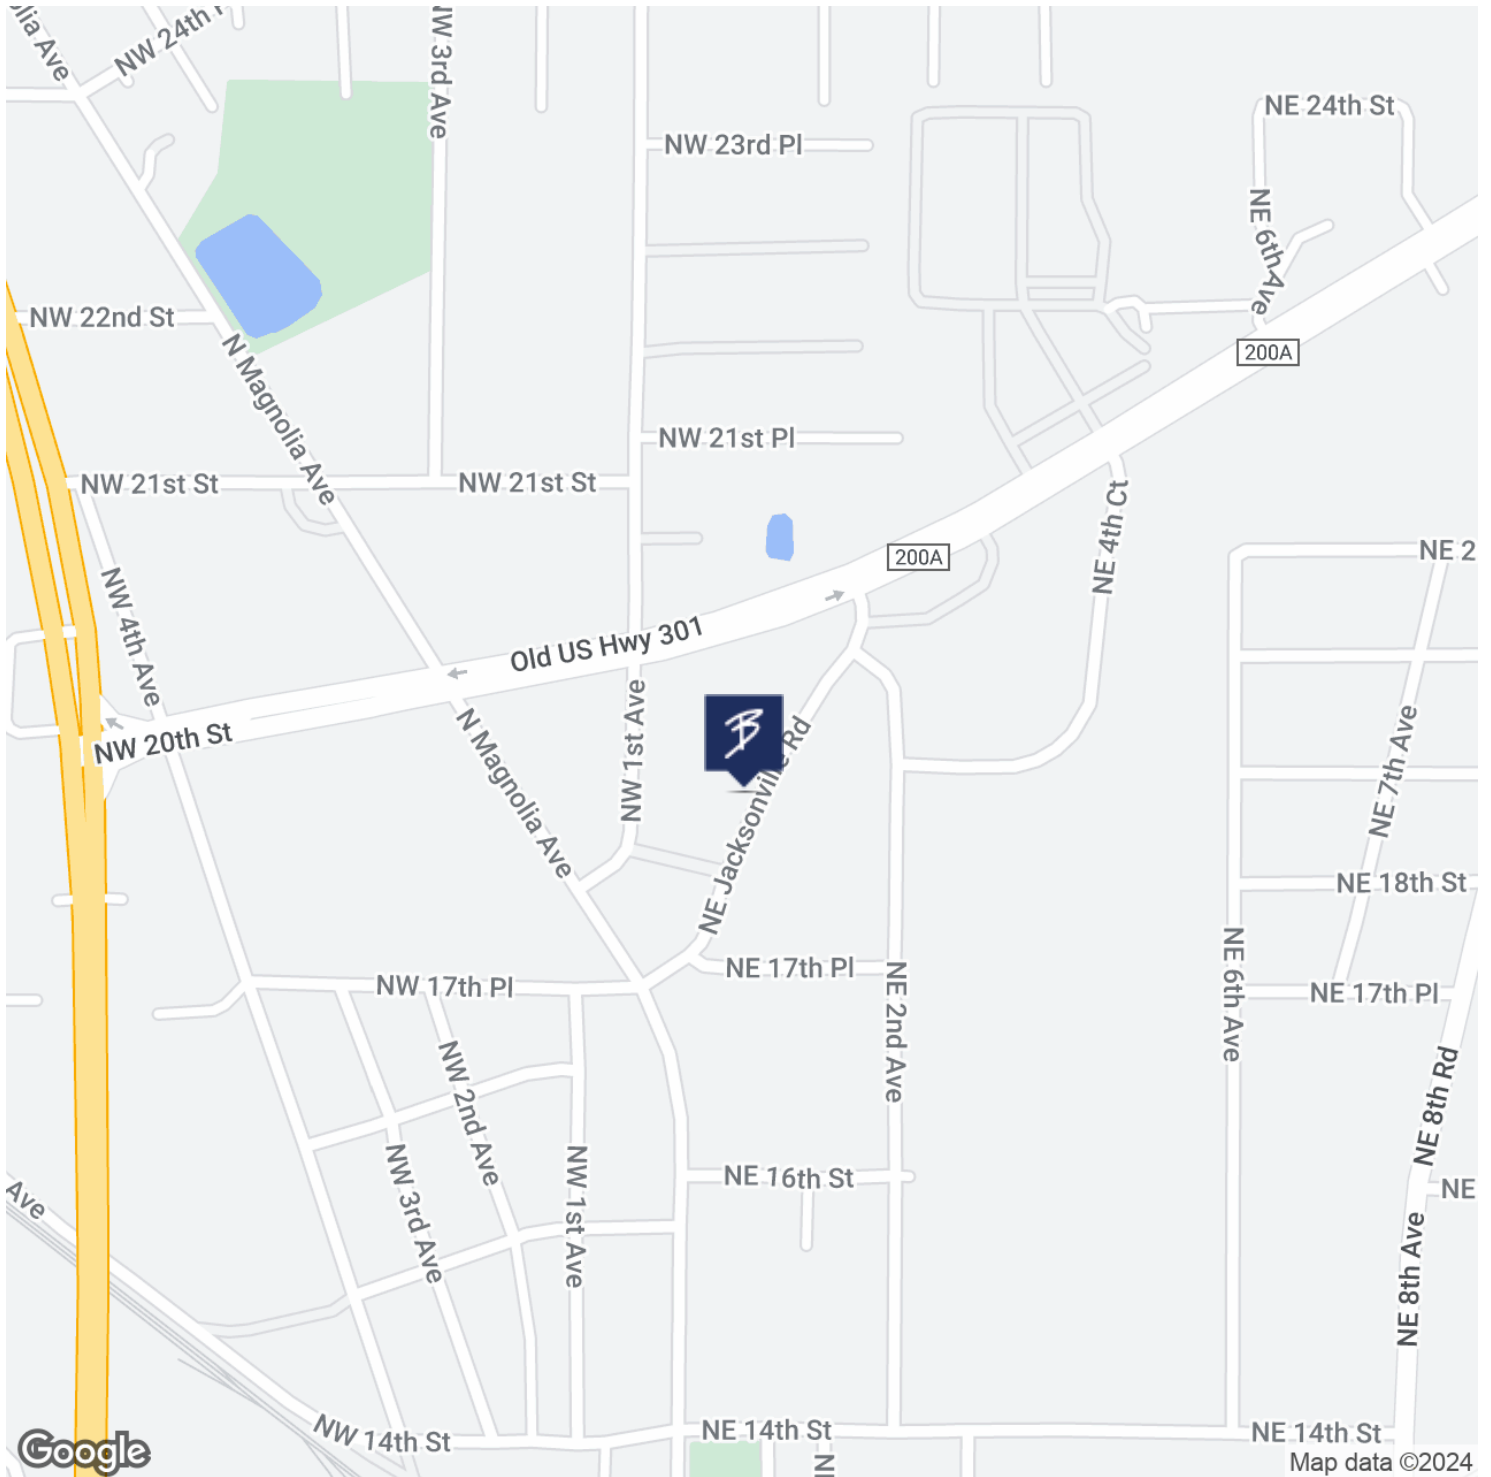 olia Ave
NW 24th
NW 3rd Ave
NE 24th St
NW 23rd Pl
NE 6th Ave
NW 22nd St
N Magnolia Ave
200A
NW 21st Pl
NW 21st St
NW 21st St
NE 4th Ct
200A
NE 2
NW 4th Ave
Old US Hwy 301
NW 1st Ave
B
NE Jacksonville Rd
NW 20th St
N Magnolia Ave
NE 7th Ave
NE 18th St
NE 6th Ave
NE 17th Pl
NE 2nd Ave
NW 17th Pl
NE 17th Pl
NW 2nd Ave
NE 8th Rd
NW 3rd Ave
NW 1st Ave
NE 16th St
NE
Ave
NE 8th Ave
NW 14th St
NE 14th St
NE 14th St
Google
Map data ©2024